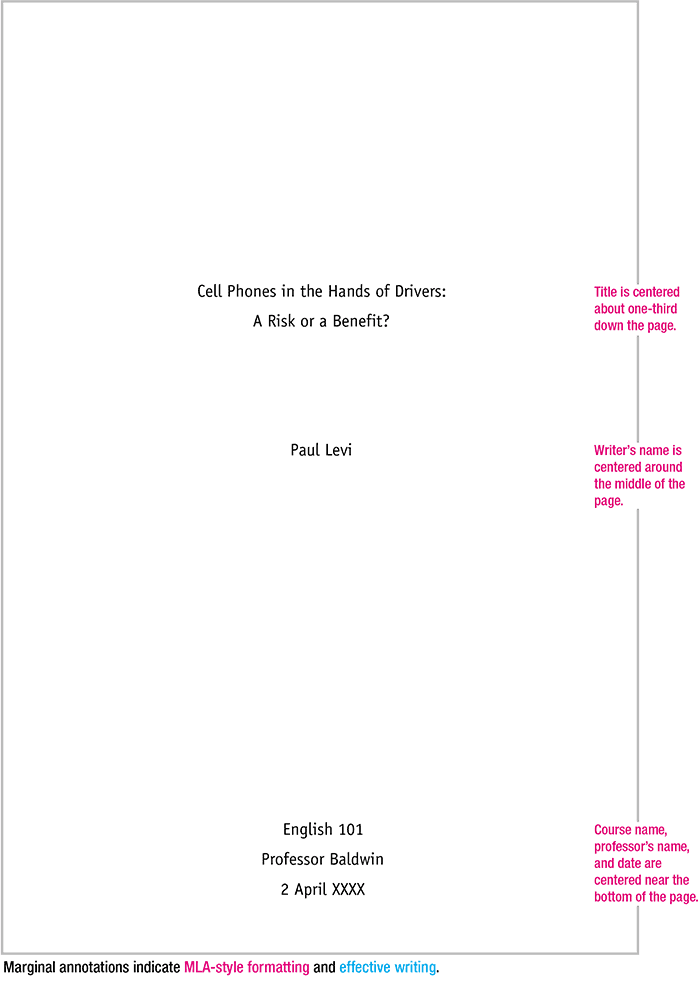 Cell Phones in the Hands of Drivers:
A Risk or a Benefit?
Title is centered
about one-third
down the page.
Paul Levi
Writer’s name is
centered around
the middle of the
page.
English 101
Professor Baldwin
2 April XXXX
Course name,
professor’s name,
and date are
centered near the
bottom of the page.
Marginal annotations indicate MLA-style formatting and effective writing.